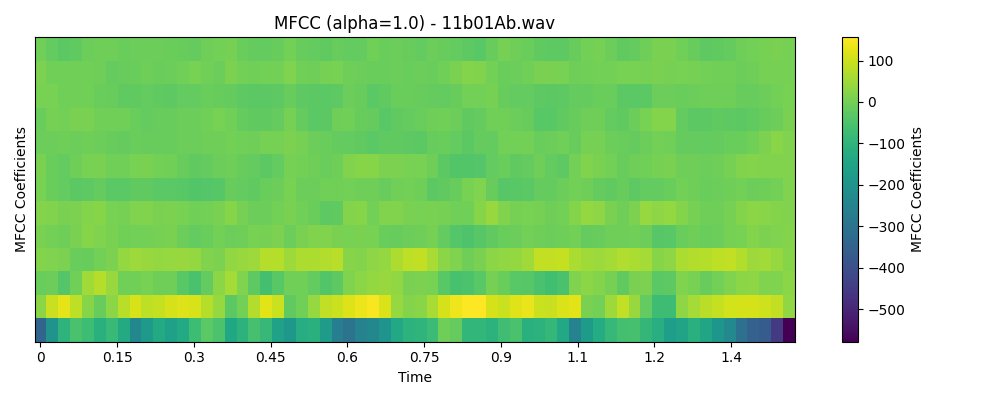 MFCC (alpha=1.0) - 11b01Ab.wav
MFCC Coefficients
0 0.15 0.3 0.45 0.6 0.75 0.9 1.1 1.2 1.4
Time
100
0
−100
−200
−300
−400
−500
MFCC Coefficients